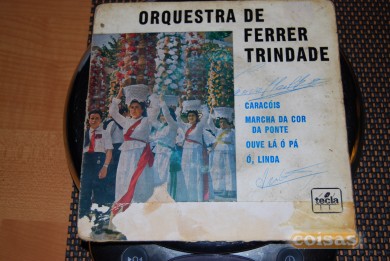 ORQUESTRA DE
FERRER
TRINDADE
CARACÓIS
MARCHA DA COR
DA PONTE
OUVE LÁ Ó PÁ
Ó, LINDA
tecla
coisas